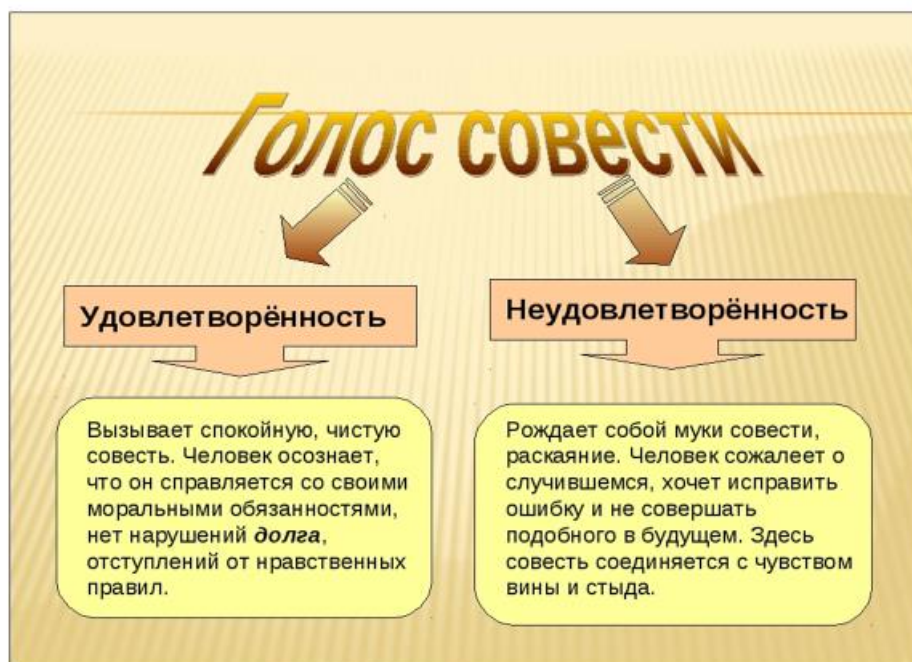 Голос совести
Удовлетворённость
Неудовлетворённость
Вызывает спокойную, чистую
совесть. Человек осознает,
что он справляется со своими
моральными обязанностями,
нет нарушений долга,
отступлений от нравственных
правил.
Рождает собой муки совести,
раскаяние. Человек сожалеет о
случившемся, хочет исправить
ошибку и не совершать
подобного в будущем. Здесь
совесть соединяется с чувством
вины и стыда.